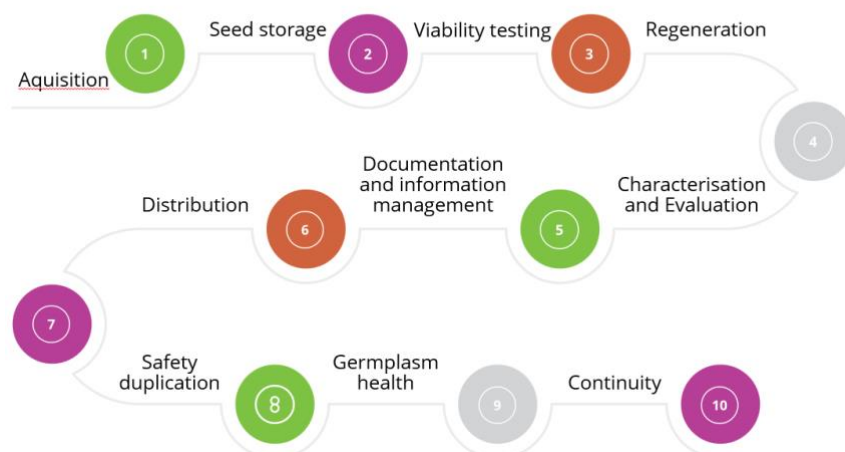 Aquisition
1
Seed storage
2
Viability testing
3
Regeneration
4
Characterisation
and Evaluation
5
Documentation
and information
management
6
Distribution
7
Safety
duplication
8
Germplasm
health
9
Continuity
10